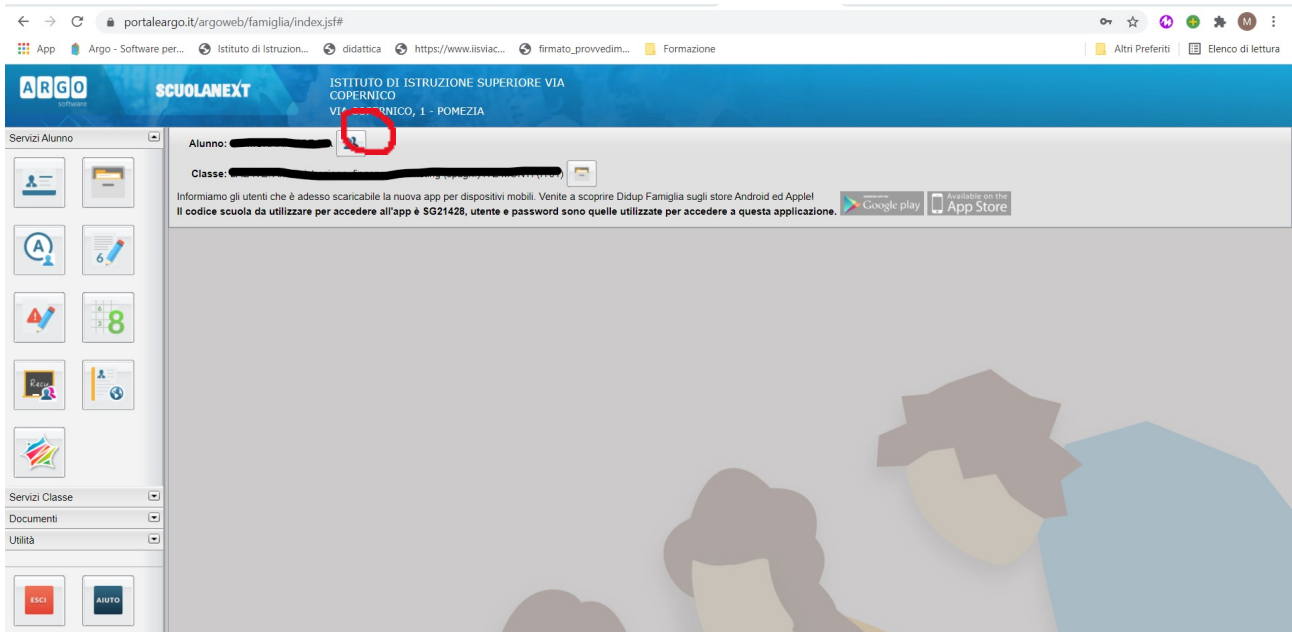 portaleargo.it/argoweb/famiglia/index.jsf#
M
App Argo - Software per... Istituto di Istruzion... didattica https://www.iisviac... firmato_provvedim... Formazione Altri Preferiti Elenco di lettura
ARGO
software
SCUOLANEXT
ISTITUTO DI ISTRUZIONE SUPERIORE VIA
COPERNICO
VIA COPERNICO, 1 - POMEZIA
Servizi Alunno
Alunno:
Classe:
Informiamo gli utenti che è adesso scaricabile la nuova app per dispositivi mobili. Venite a scoprire Didup Famiglia sugli store Android ed Apple!
Il codice scuola da utilizzare per accedere all'app è SG21428, utente e password sono quelle utilizzate per accedere a questa applicazione.
Google play
Available on the
App Store
A
6
8
Recu
Servizi Classe
Documenti
Utilità
ESCI
AIUTO